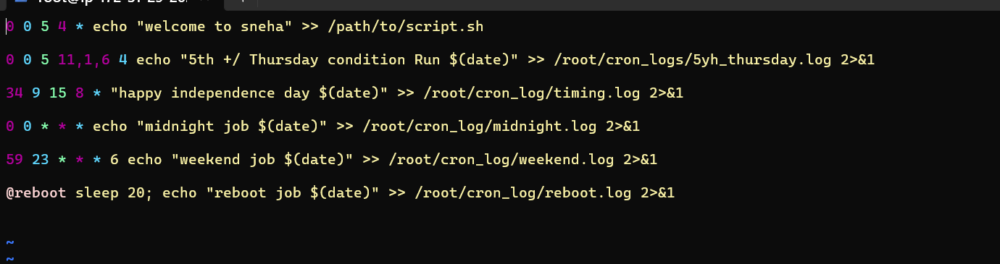 0 0 5 4 * echo "welcome to sneha" >> /path/to/script.sh
0 0 5 11,1,6 4 echo "5th +/ Thursday condition Run $(date)" >> /root/cron_logs/5yh_thursday.log 2>&1
34 9 15 8 * "happy independence day $(date)" >> /root/cron_log/timing.log 2>&1
0 0 * * * echo "midnight job $(date)" >> /root/cron_log/midnight.log 2>&1
59 23 * * * 6 echo "weekend job $(date)" >> /root/cron_log/weekend.log 2>&1
@reboot sleep 20; echo "reboot job $(date)" >> /root/cron_log/reboot.log 2>&1
~
~